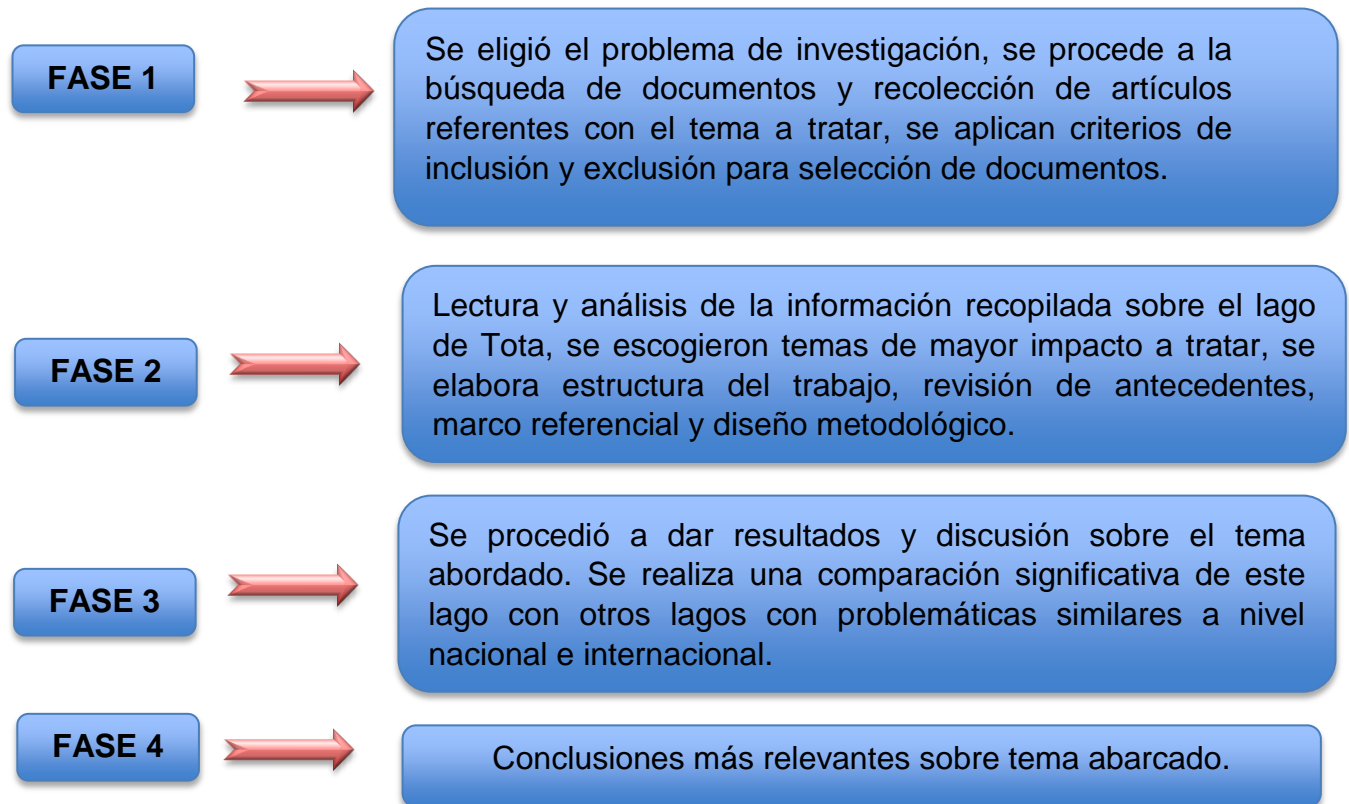 FASE 1
Se eligió el problema de investigación, se procede a la
búsqueda de documentos y recolección de artículos
referentes con el tema a tratar, se aplican criterios de
inclusión y exclusión para selección de documentos.
FASE 2
Lectura y análisis de la información recopilada sobre el lago
de Tota, se escogieron temas de mayor impacto a tratar, se
elabora estructura del trabajo, revisión de antecedentes,
marco referencial y diseño metodológico.
FASE 3
Se procedió a dar resultados y discusión sobre el tema
abordado. Se realiza una comparación significativa de este
lago con otros lagos con problemáticas similares a nivel
nacional e internacional.
FASE 4
Conclusiones más relevantes sobre tema abarcado.